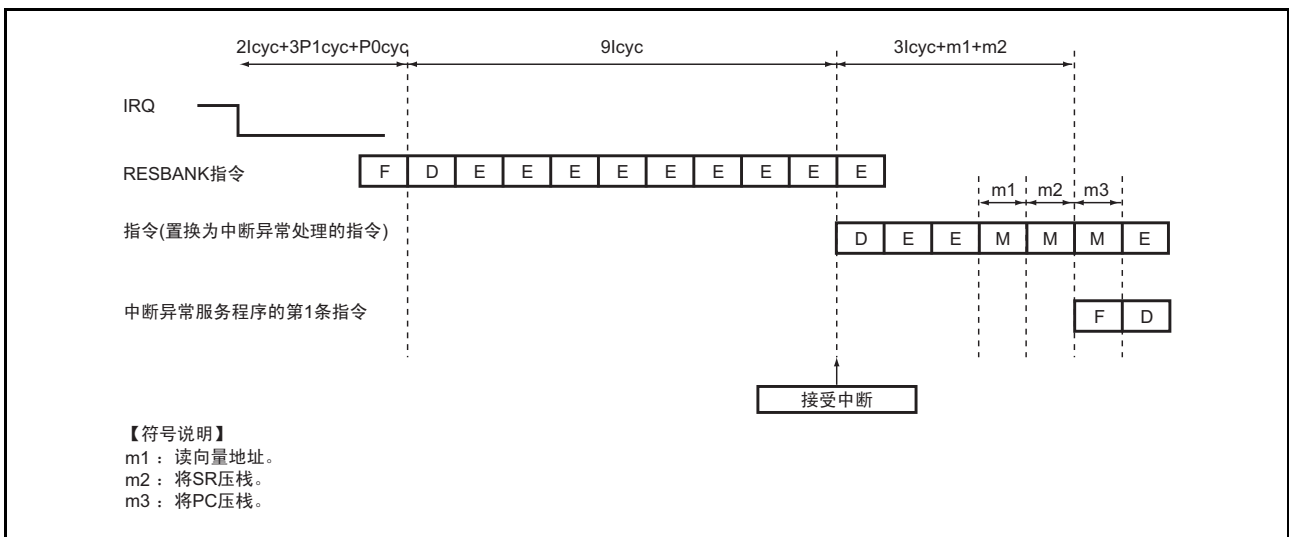 2Icyc+3P1cyc+P0cyc 9Icyc 3Icyc+m1+m2
IRQ
RESBANK指令 F D E E E E E E E E E
m1 m2 m3
指令(置换为中断异常处理的指令) D E E M M M E
中断异常服务程序的第1条指令 F D
接受中断
【符号说明】
m1 ：读向量地址。
m2 ：将SR压栈。
m3 ：将PC压栈。